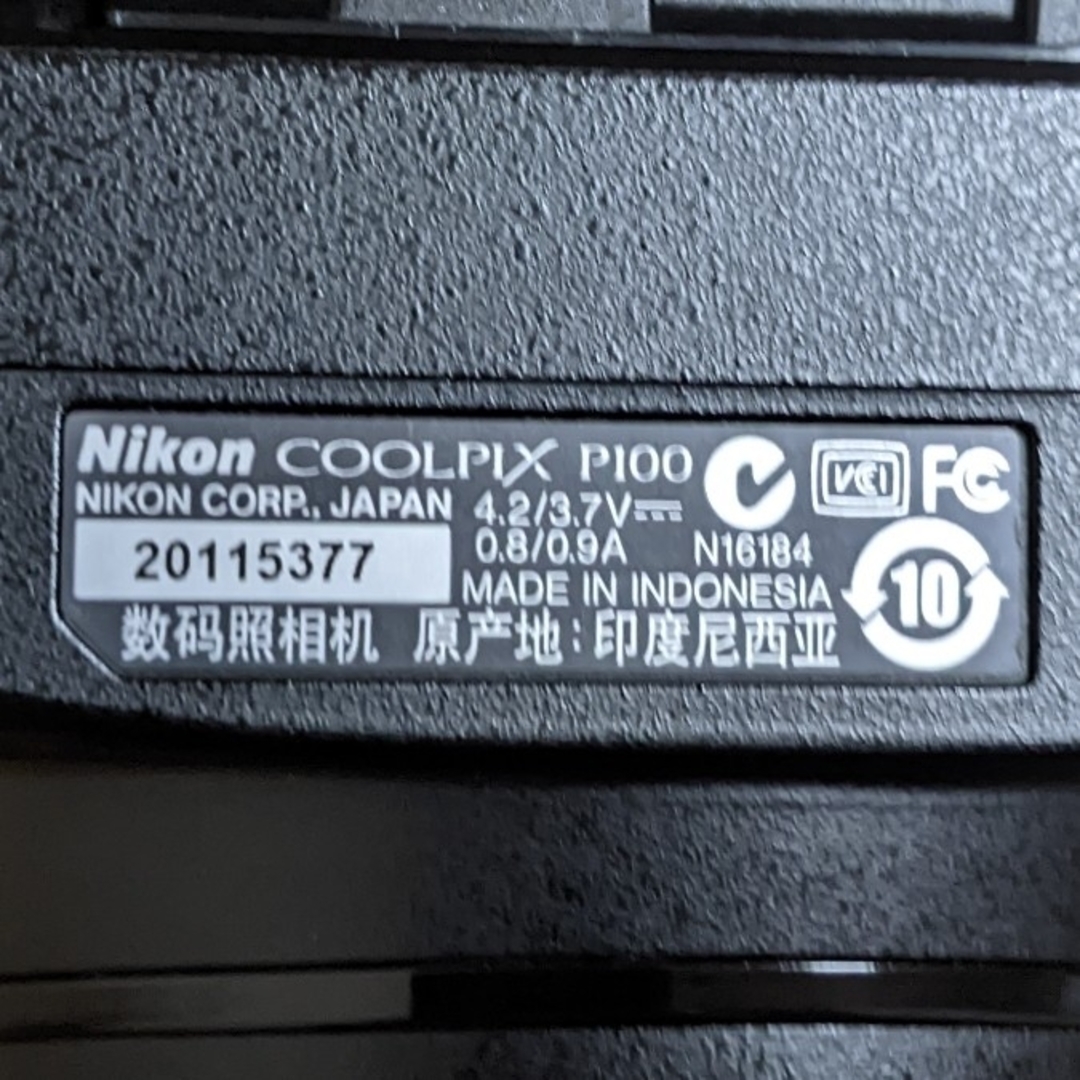 Nikon COOLPIX P100
NIKON CORP., JAPAN 4.2/3.7V⎓
20115377
0.8/0.9A N16184
MADE IN INDONESIA
数码照相机 原产地:印度尼西亚
VCCI
FC
10